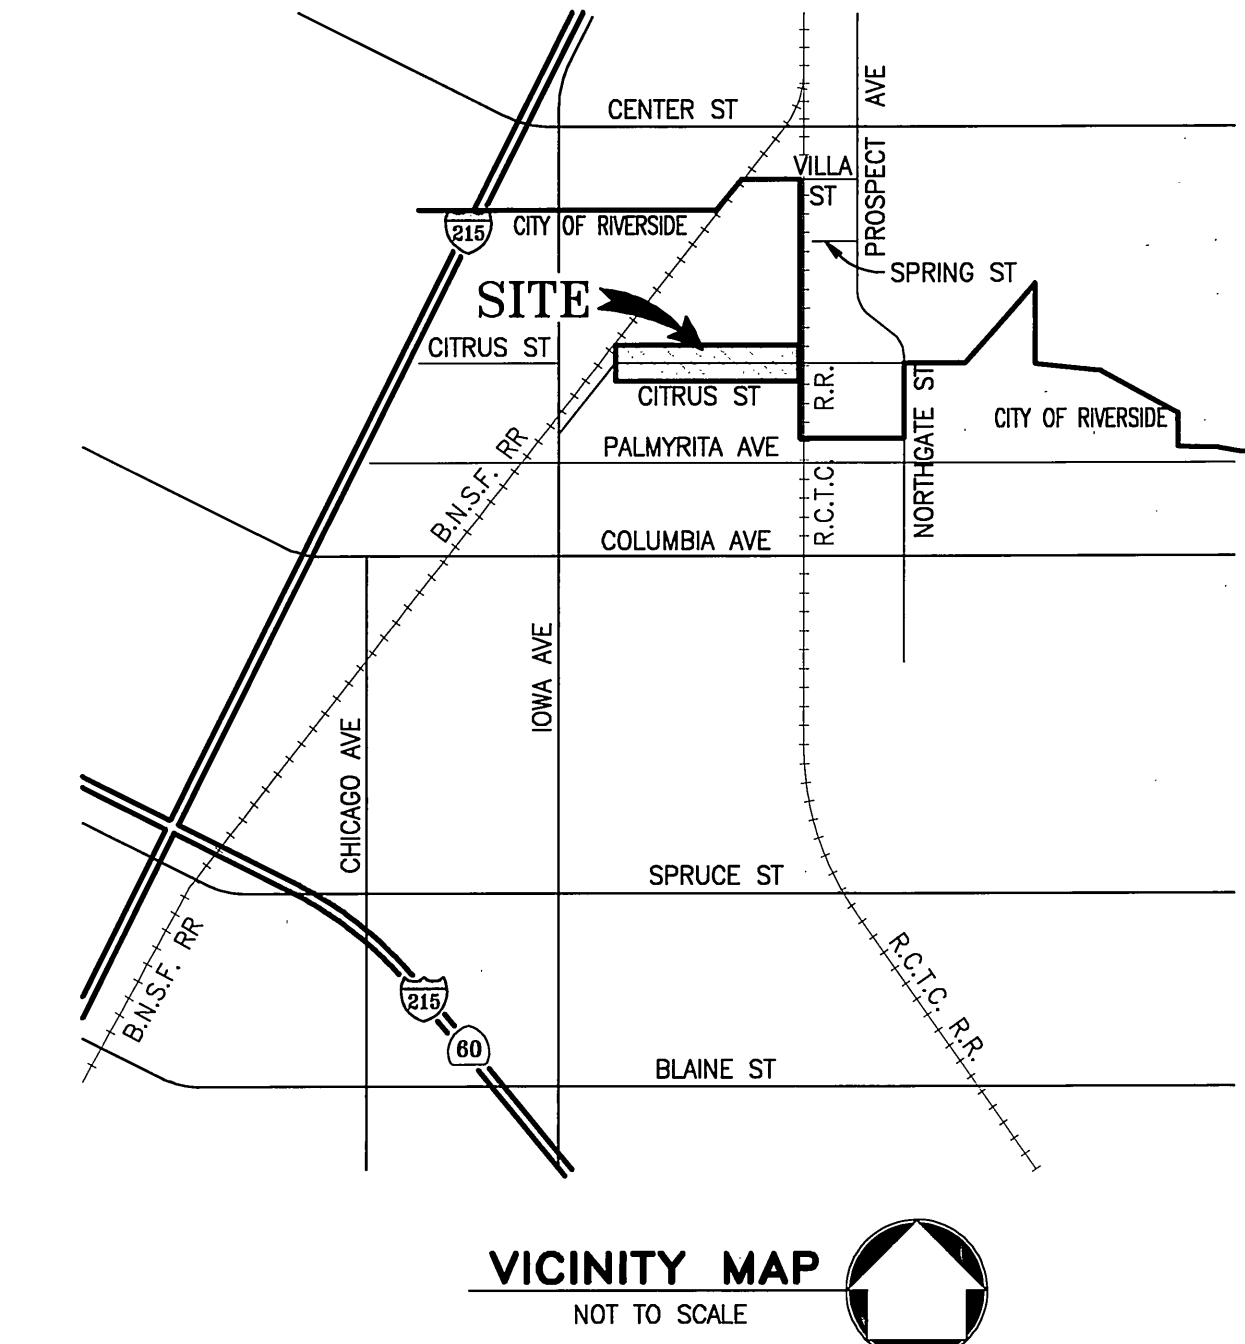 CENTER ST
PROSPECT AVE
VILLA
ST
215
CITY OF RIVERSIDE
SPRING ST
SITE
CITRUS ST
CITRUS ST
R.C.T.C. R.R.
NORTHGATE ST
CITY OF RIVERSIDE
PALMYRITA AVE
B.N.S.F. RR
COLUMBIA AVE
IOWA AVE
CHICAGO AVE
SPRUCE ST
B.N.S.F. RR
R.C.T.C. R.R.
215
60
BLAINE ST
VICINITY MAP
NOT TO SCALE